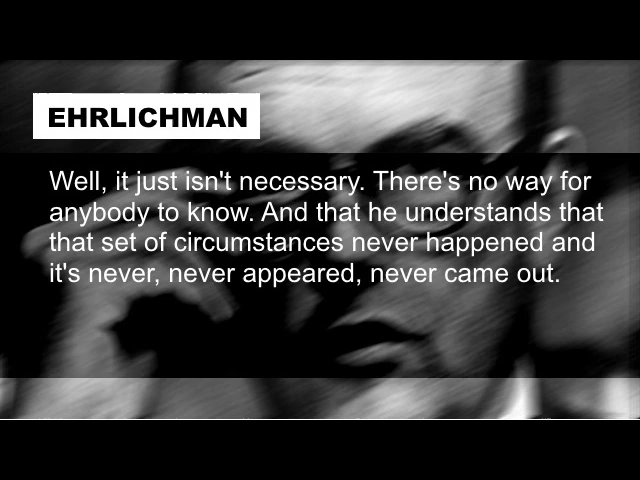 EHRLICHMAN
Well, it just isn't necessary. There's no way for
anybody to know. And that he understands that
that set of circumstances never happened and
it's never, never appeared, never came out.